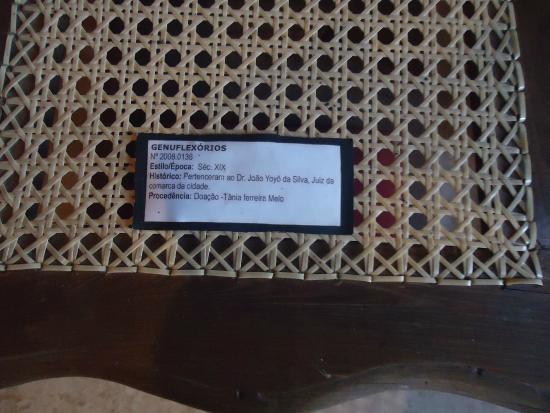 GENUFLEXÓRIOS
Nº 2009.0136
Estilo/Época: Séc. XIX
Histórico: Pertenceram ao Dr. João Yoyô da Silva, Juiz da
comarca da cidade.
Procedência: Doação -Tânia ferreira Melo